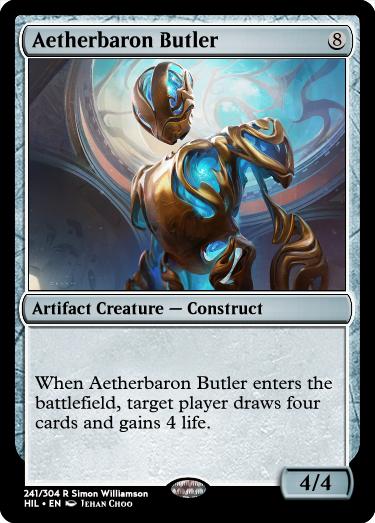 Aetherbaron Butler 8
Artifact Creature — Construct
When Aetherbaron Butler enters the
battlefield, target player draws four
cards and gains 4 life.
4/4
241/304 R Simon Williamson
HIL • EN Jehan Choo